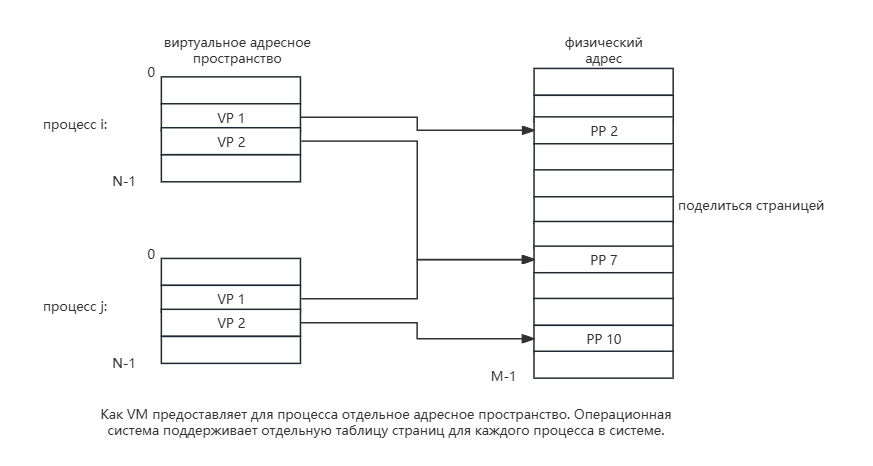 виртуальное адресное
пространство
физический
адрес
0
процесс i:
VP 1
VP 2
N-1
PP 2
поделиться страницей
0
процесс j:
VP 1
VP 2
N-1
PP 7
PP 10
M-1
Как VM предоставляет для процесса отдельное адресное пространство. Операционная
система поддерживает отдельную таблицу страниц для каждого процесса в системе.